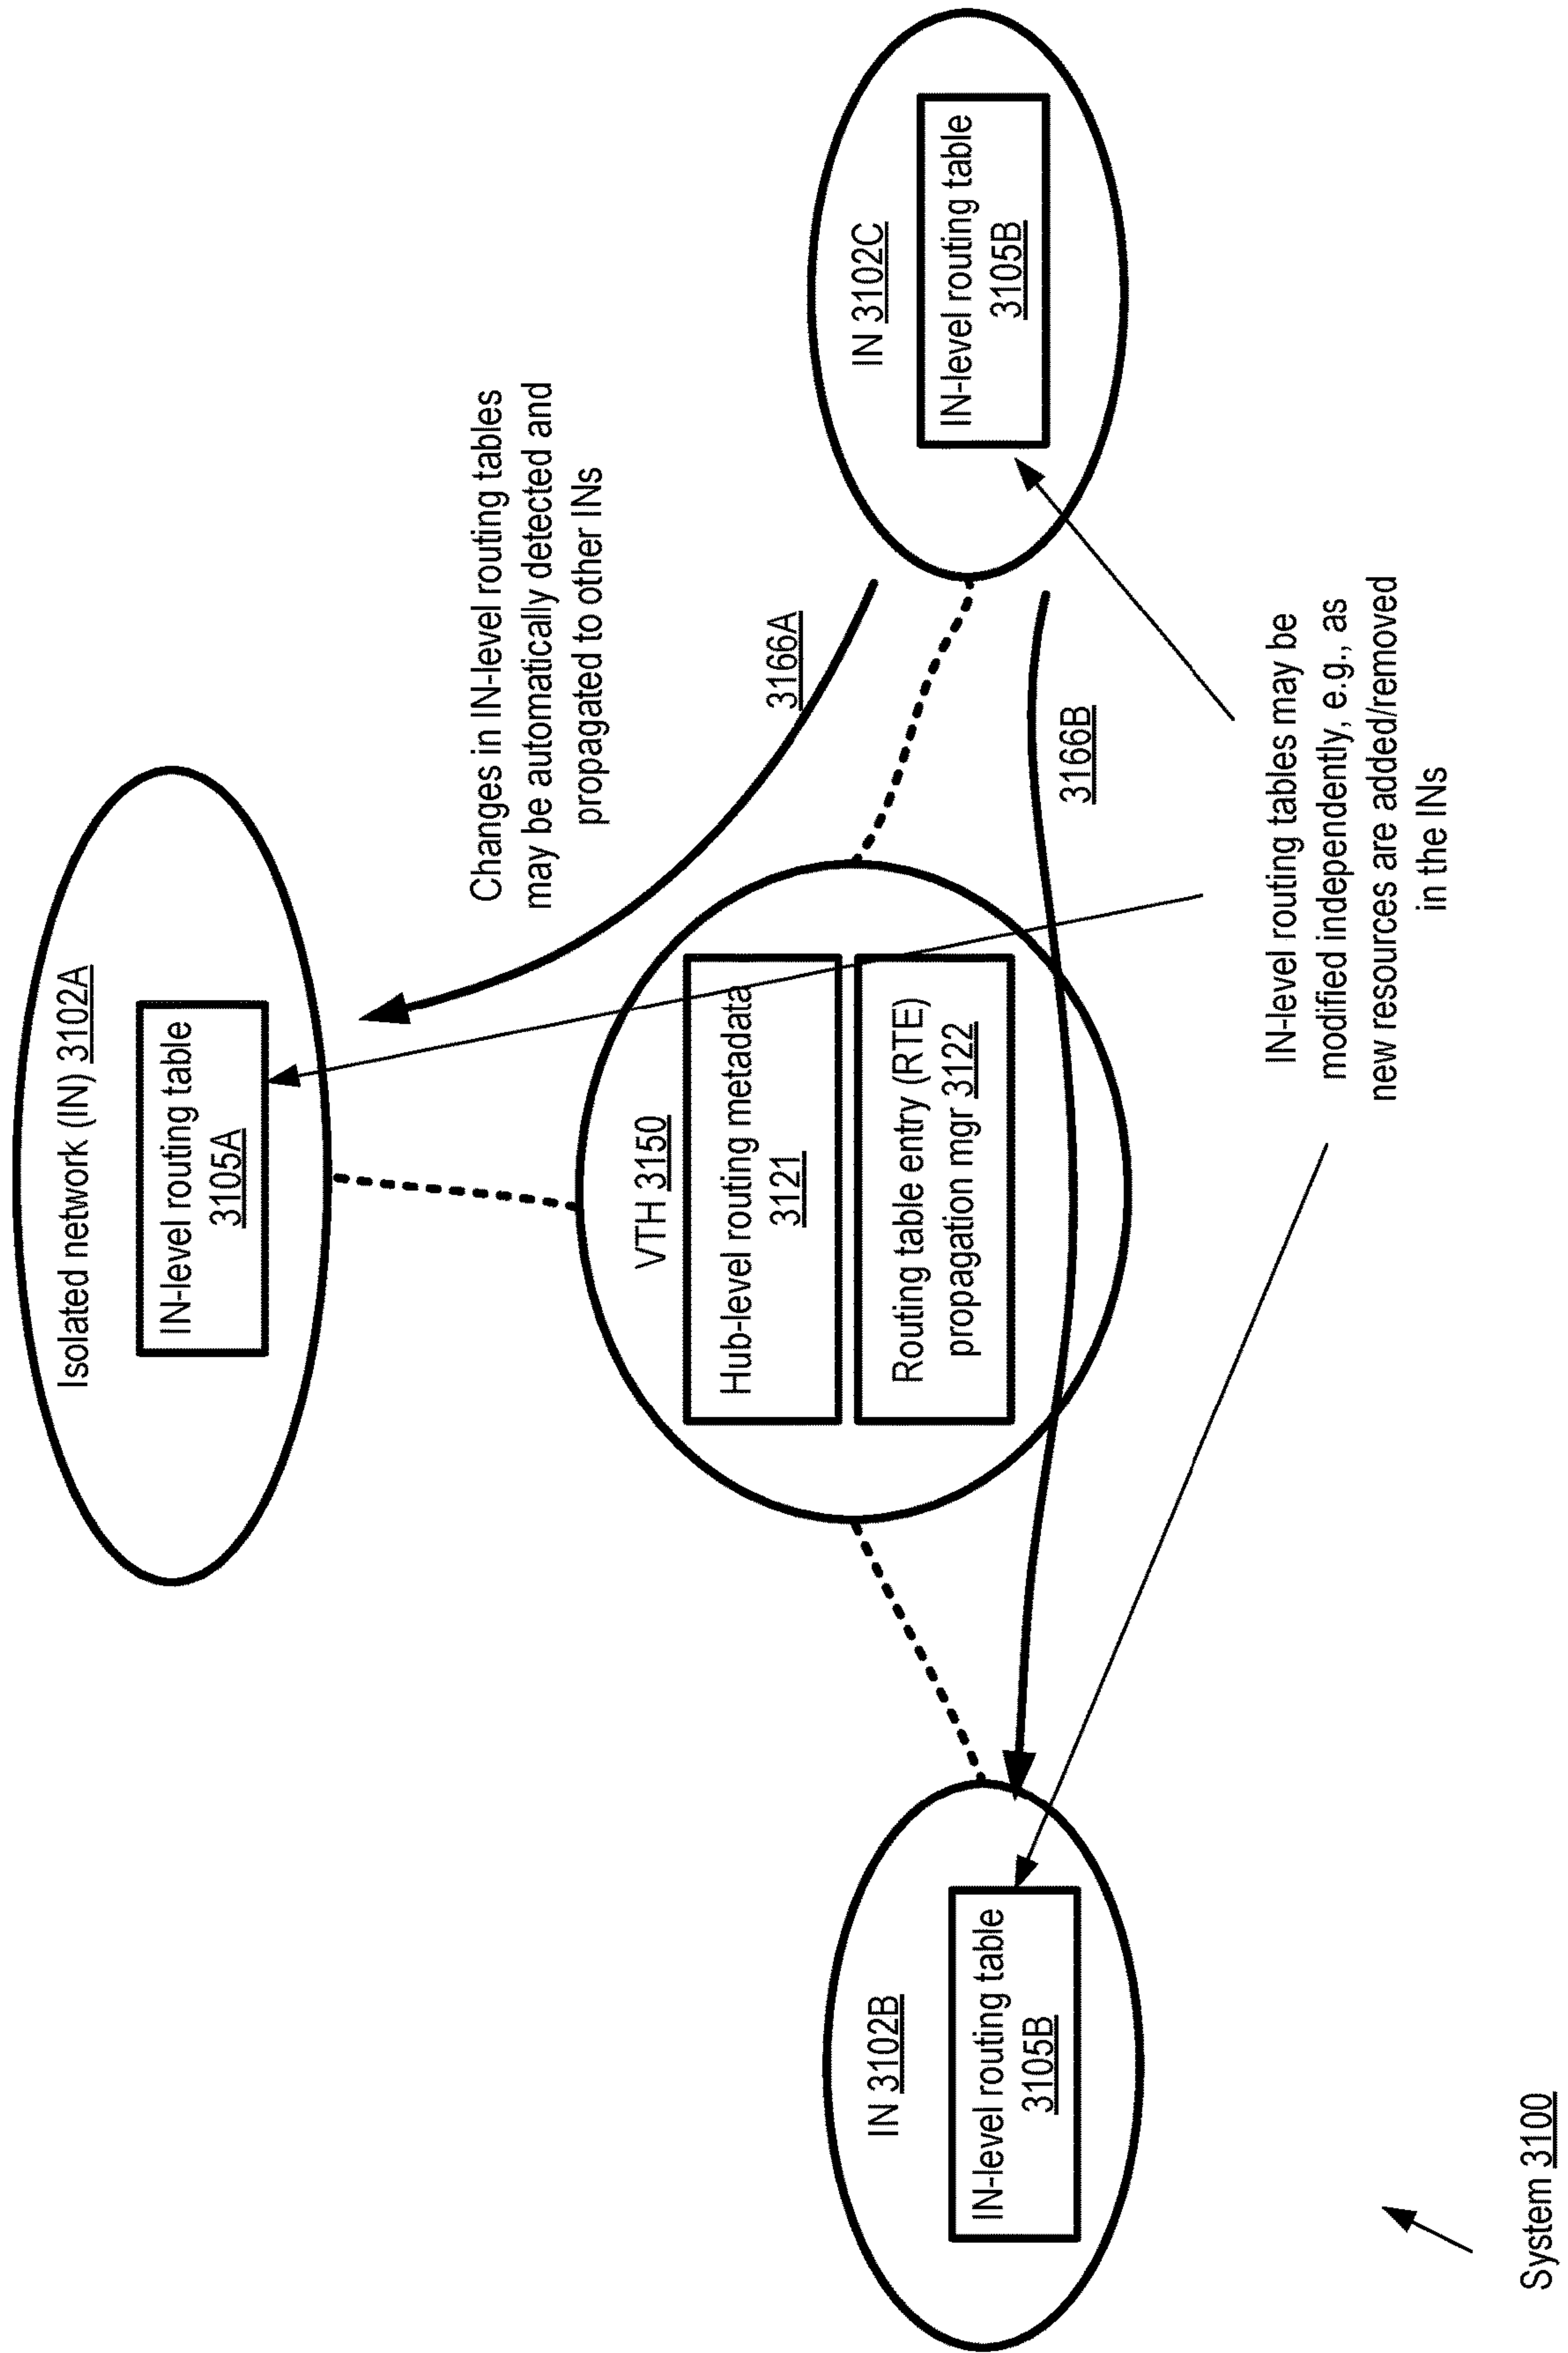 Isolated network (IN) 3102A
IN-level routing table
3105A
Changes in IN-level routing tables
may be automatically detected and
propagated to other INs
3166A
VTH 3150
Hub-level routing metadata
3121
Routing table entry (RTE)
propagation mgr 3122
3166B
IN 3102B
IN-level routing table
3105B
IN 3102C
IN-level routing table
3105B
IN-level routing tables may be
modified independently, e.g., as
new resources are added/removed
in the INs
System 3100